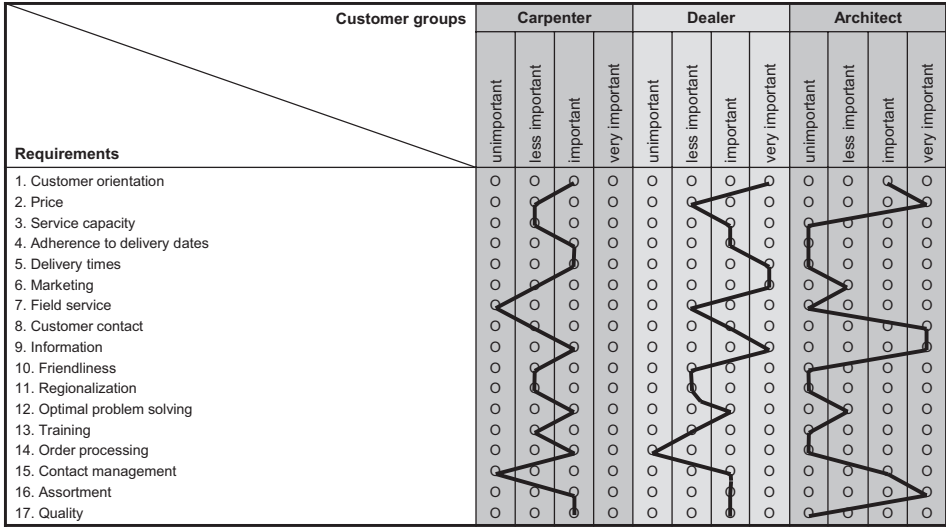 Customer groups Carpenter Dealer Architect
unimportant less important important very important unimportant less important important very important unimportant less important important very important
Requirements
1. Customer orientation O O O O O O O O O O O O
2. Price O O O O O O O O O O O O
3. Service capacity O O O O O O O O O O O O
4. Adherence to delivery dates O O O O O O O O O O O O
5. Delivery times O O O O O O O O O O O O
6. Marketing O O O O O O O O O O O O
7. Field service O O O O O O O O O O O O
8. Customer contact O O O O O O O O O O O O
9. Information O O O O O O O O O O O O
10. Friendliness O O O O O O O O O O O O
11. Regionalization O O O O O O O O O O O O
12. Optimal problem solving O O O O O O O O O O O O
13. Training O O O O O O O O O O O O
14. Order processing O O O O O O O O O O O O
15. Contact management O O O O O O O O O O O O
16. Assortment O O O O O O O O O O O O
17. Quality O O O O O O O O O O O O